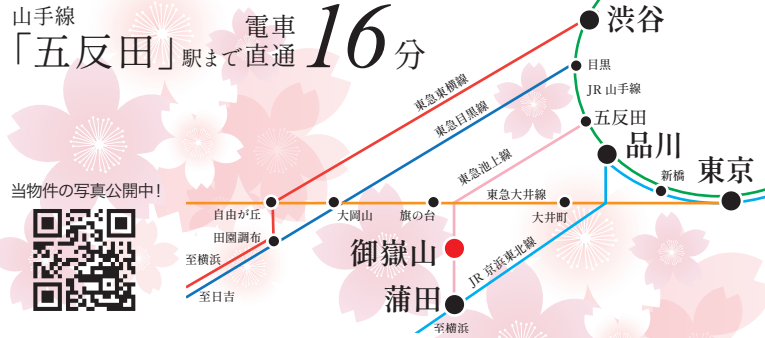 山手線
「五反田」駅まで電車直通16分
当物件の写真公開中!
渋谷
目黒
JR 山手線
五反田
品川
新橋
東京
東急東横線
東急目黒線
東急池上線
東急大井線
自由が丘
大岡山
旗の台
大井町
田園調布
至横浜
至日吉
御嶽山
蒲田
JR 京浜東北線
至横浜